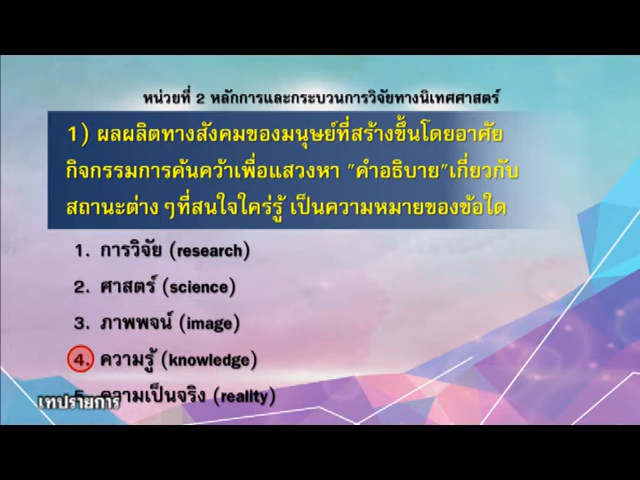 หน่วยที่ 2 หลักการและกระบวนการวิจัยทางนิเทศศาสตร์
1) ผลผลิตทางสังคมของมนุษย์ที่สร้างขึ้นโดยอาศัย
กิจกรรมการค้นคว้าเพื่อแสวงหา "คำอธิบาย"เกี่ยวกับ
สถานะต่าง ๆที่สนใจใคร่รู้ เป็นความหมายของข้อใด
1. การวิจัย (research)
2. ศาสตร์ (science)
3. ภาพพจน์ (image)
4. ความรู้ (knowledge)
5. ความเป็นจริง (reality)
เทปรายการ